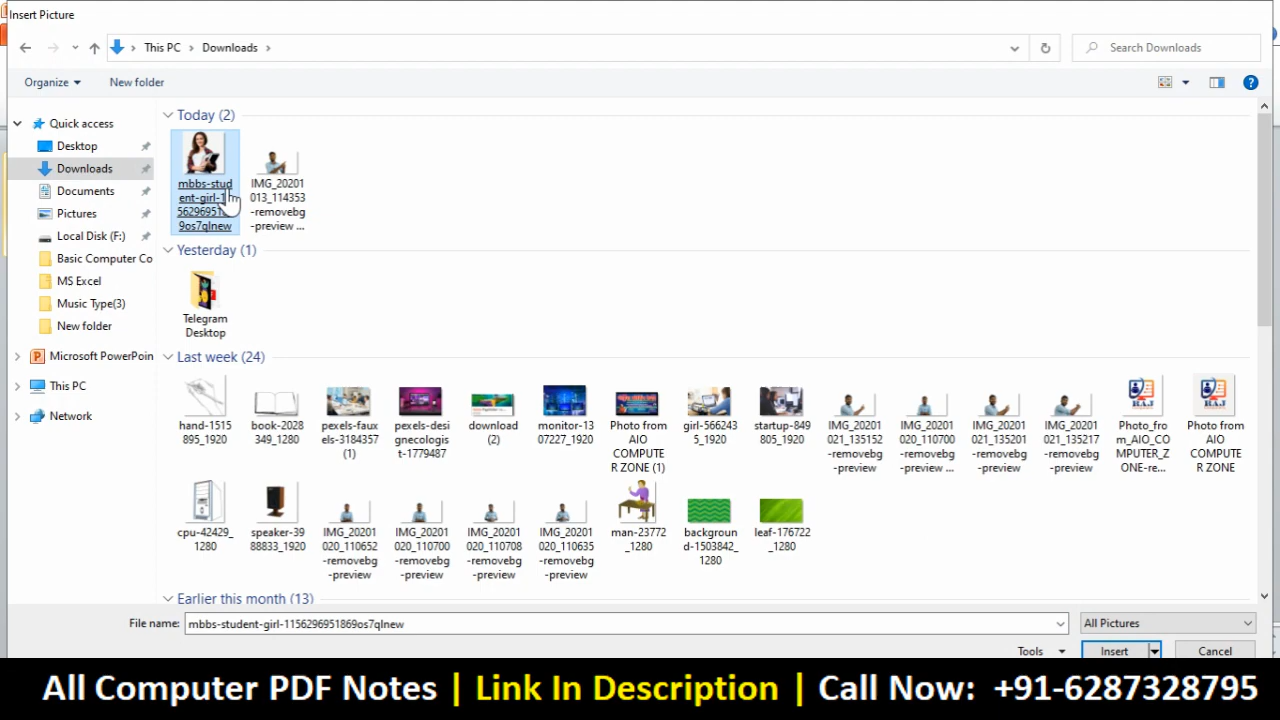 Insert Picture
This PC
Downloads
Search Downloads
Organize
New folder
Quick access
Desktop
Downloads
Documents
Pictures
Local Disk (F:)
Basic Computer Co
MS Excel
Music Type(3)
New folder
Microsoft PowerPoin
This PC
Network
Today (2)
mbbs-stud
ent-girl-1
5629695
9os7qlnew
IMG_20201
013_114353
-removebg
-preview ...
Yesterday (1)
Telegram
Desktop
Last week (24)
hand-1515
895_1920
book-2028
349_1280
pexels-faux
els-3184357
(1)
pexels-desi
gnecologist
t-1779487
download
(2)
monitor-13
07227_1920
Photo from
AIO
COMPUTE
R ZONE (1)
girl-566243
5_1920
startup-849
805_1920
IMG_20201
021_135152
-removebg
-preview
IMG_20201
020_110700
-removebg
-preview ...
IMG_20201
021_135201
-removebg
-preview
IMG_20201
021_135217
-removebg
-preview
Photo_fro
m_AIO_CO
MPUTER_Z
ONE-re...
Photo from
AIO
COMPUTE
R ZONE
cpu-42429_
1280
speaker-39
88833_1920
IMG_20201
020_110652
-removebg
-preview
IMG_20201
020_110700
-removebg
-preview
IMG_20201
020_110708
-removebg
-preview
IMG_20201
020_110635
-removebg
-preview
man-23772
_1280
backgroun
d-1503842_
1280
leaf-176722
_1280
Earlier this month (13)
File name:
mbbs-student-girl-1156296951869os7qlnew
All Pictures
Tools
Insert
Cancel
All Computer PDF Notes | Link In Description | Call Now: +91-6287328795